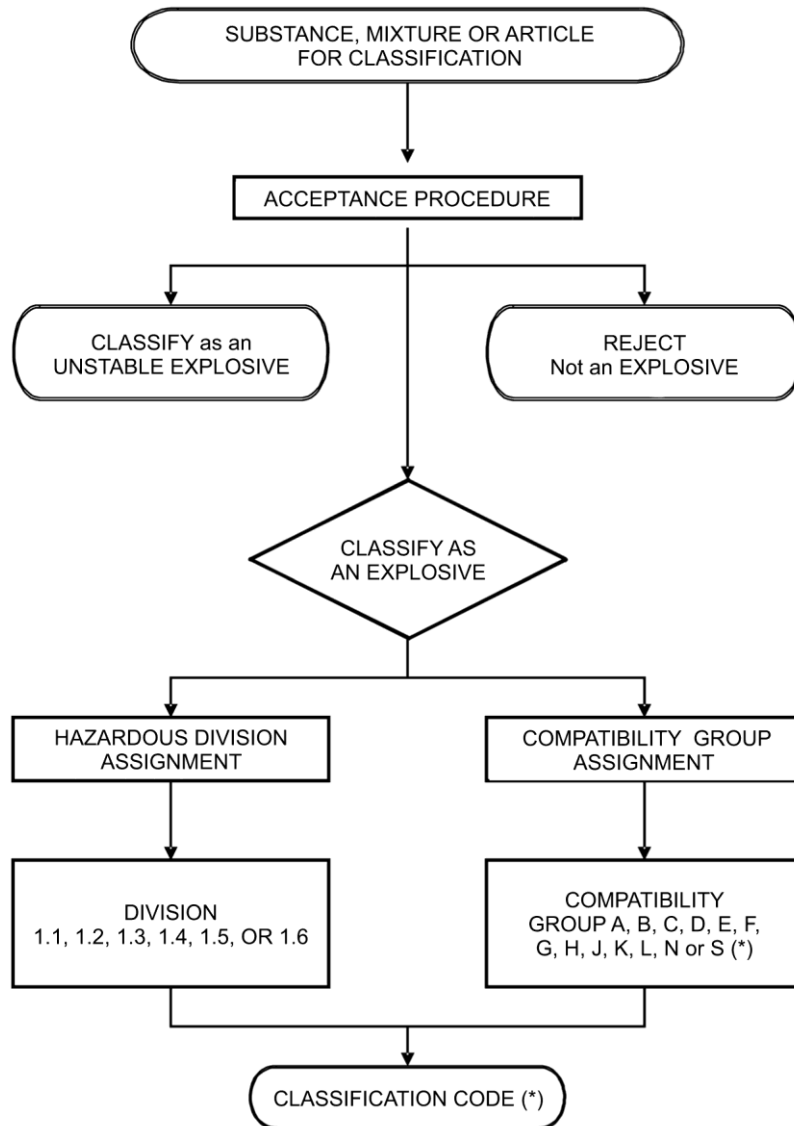 SUBSTANCE, MIXTURE OR ARTICLE
FOR CLASSIFICATION
ACCEPTANCE PROCEDURE
CLASSIFY as an
UNSTABLE EXPLOSIVE
REJECT
Not an EXPLOSIVE
CLASSIFY AS
AN EXPLOSIVE
HAZARDOUS DIVISION
ASSIGNMENT
COMPATIBILITY GROUP
ASSIGNMENT
DIVISION
1.1, 1.2, 1.3, 1.4, 1.5, OR 1.6
COMPATIBILITY
GROUP A, B, C, D, E, F,
G, H, J, K, L, N or S (*)
CLASSIFICATION CODE (*)